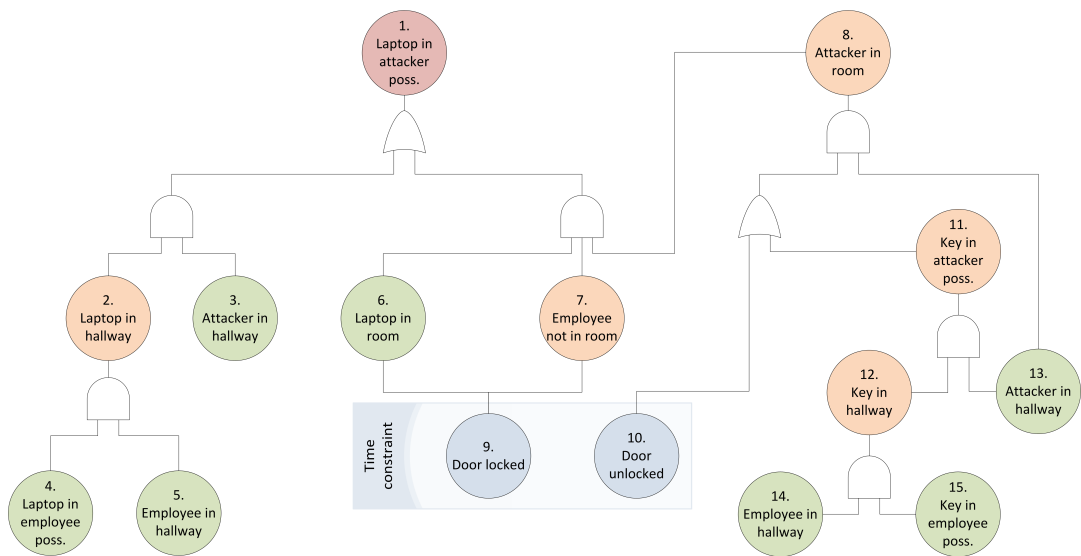 1.
Laptop in
attacker
poss.
8.
Attacker in
room
11.
Key in
attacker
poss.
2.
Laptop in
hallway
3.
Attacker in
hallway
6.
Laptop in
room
7.
Employee
not in room
12.
Key in
hallway
13.
Attacker in
hallway
Time
constraint
9.
Door locked
10.
Door
unlocked
4.
Laptop in
employee
poss.
5.
Employee in
hallway
14.
Employee in
hallway
15.
Key in
employee
poss.